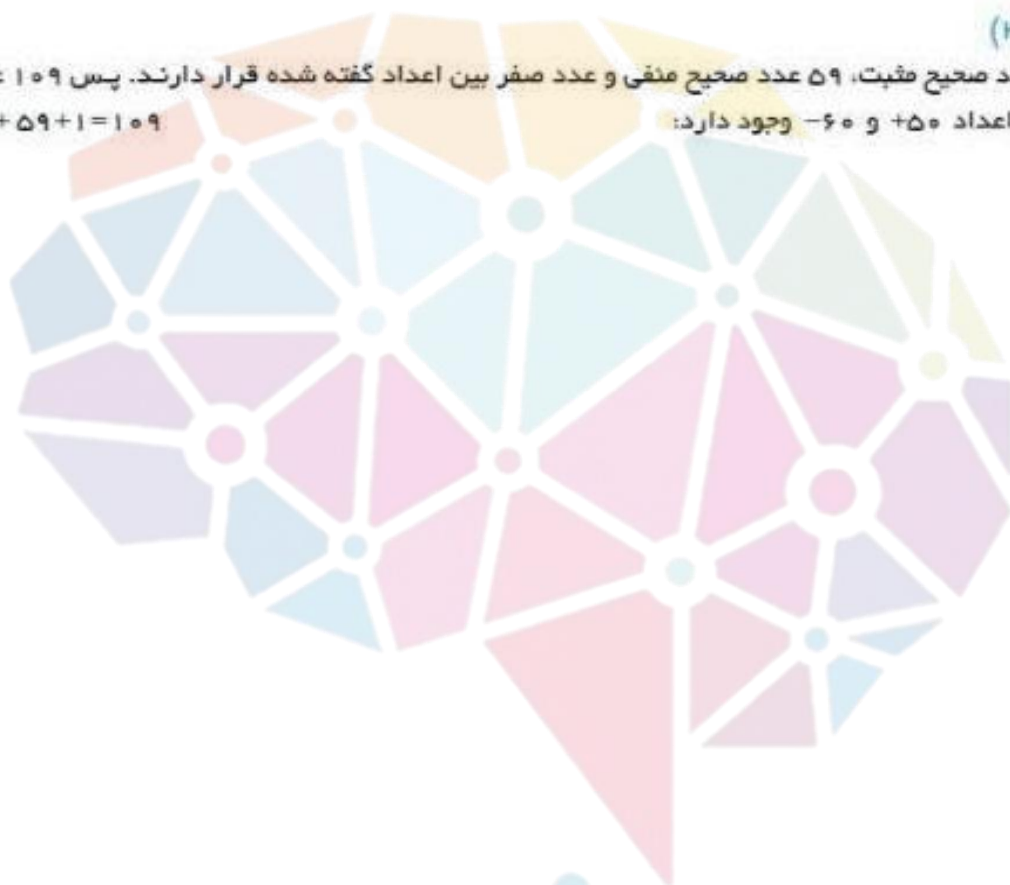 صحیح مثبت، ۵۹ عدد صحیح منفی و عدد صفر بین اعداد گفته شده قرار دارند. پس ۱۰۹
اعداد ۵۰+ و ۶۰− وجود دارد: +۵۹+۱=۱۰۹